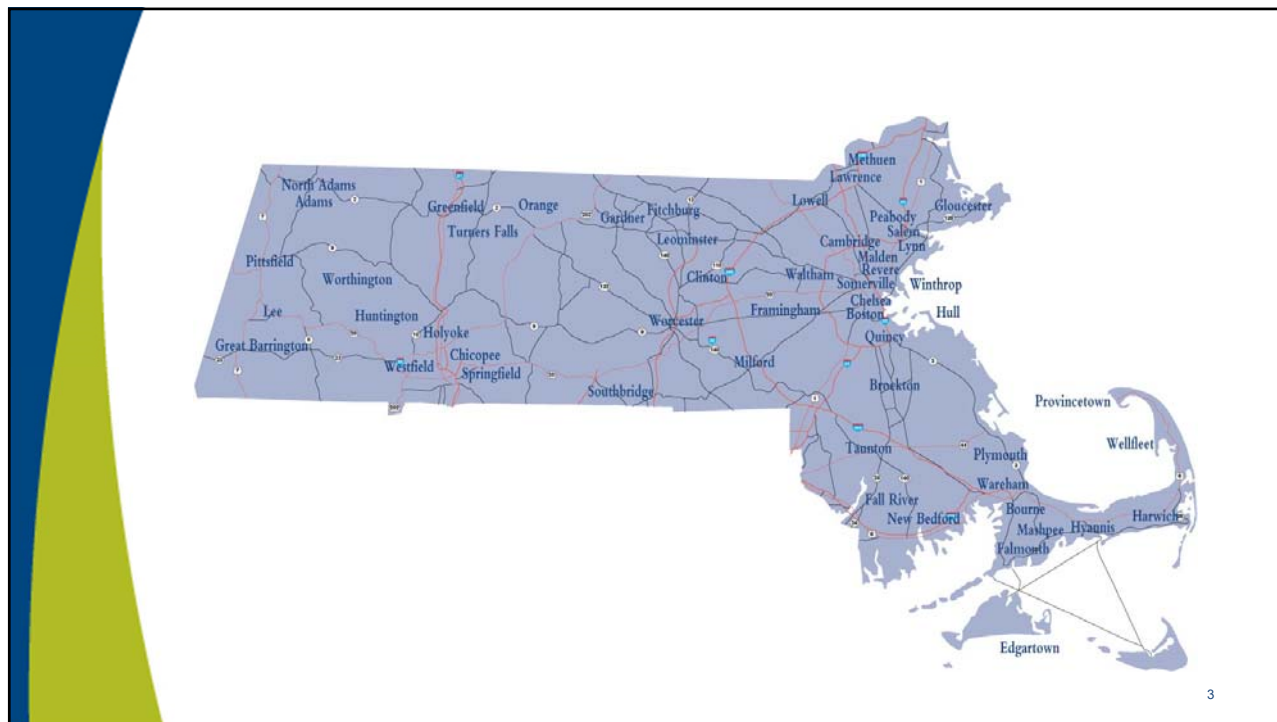 Methuen
Lawrence
North Adams
Adams
Lowell
Greenfield
Orange
Gardner
Fitchburg
Peabody
Gloucester
Salem
Turners Falls
Leominster
Cambridge
Lynn
Malden
Pittsfield
Revere
Worthington
Clinton
Waltham
Somerville
Winthrop
Chelsea
Lee
Huntington
Framingham
Boston
Hull
Holyoke
Worcester
Quincy
Great Barrington
Chicopee
Westfield
Springfield
Milford
Southbridge
Brockton
Provincetown
Wellfleet
Taunton
Plymouth
Wareham
Fall River
Bourne
New Bedford
Mashpee
Hyannis
Harwich
Falmouth
Edgartown
3